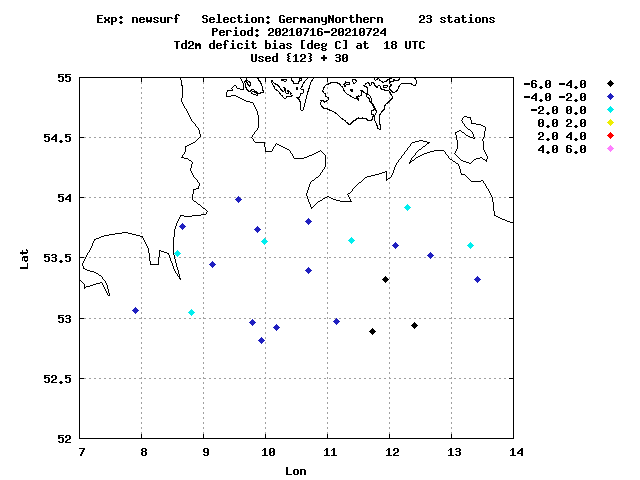 Exp: newsurf   Selection: GermanyNorthern     23 stations
Period: 20210716-20210724
Td2m deficit bias [deg C] at  18 UTC
Used {12} + 30
-6.0 -4.0
-4.0 -2.0
-2.0 0.0
0.0 2.0
2.0 4.0
4.0 6.0
55
54.5
54
53.5
53
52.5
52
Lat
7 8 9 10 11 12 13 14
Lon